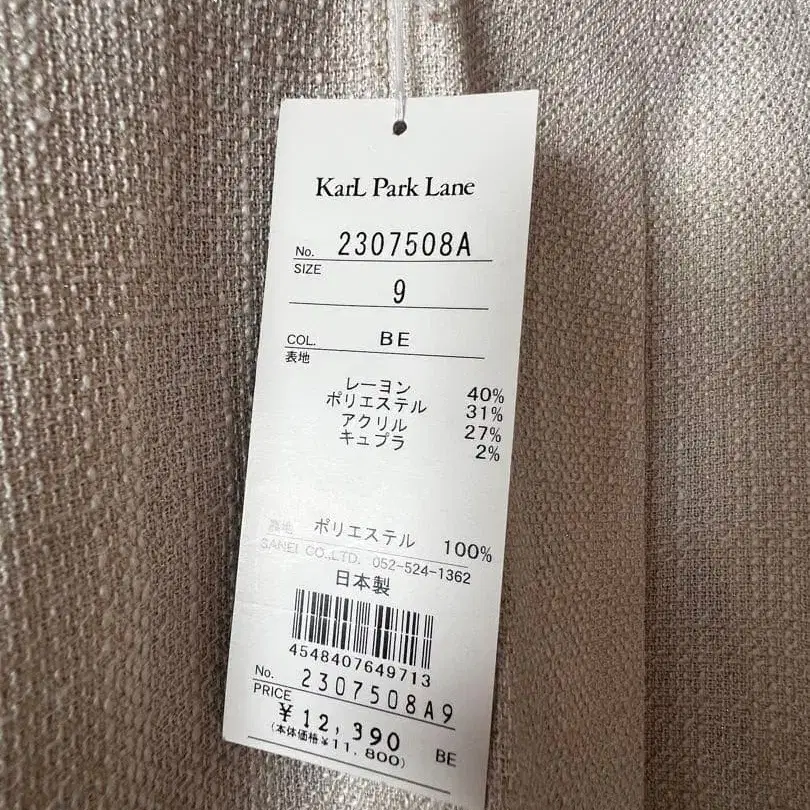 KarL Park Lane
No. 2307508A
SIZE
9
COL. BE
表地
レーヨン 40%
ポリエステル 31%
アクリル 27%
キュプラ 2%
ポリエステル 100%
SANEI CO.,LTD. 052-524-1362
日本製
4548407649713
No. 2307508A9
PRICE
¥12,390
(本体価格¥11,800) BE